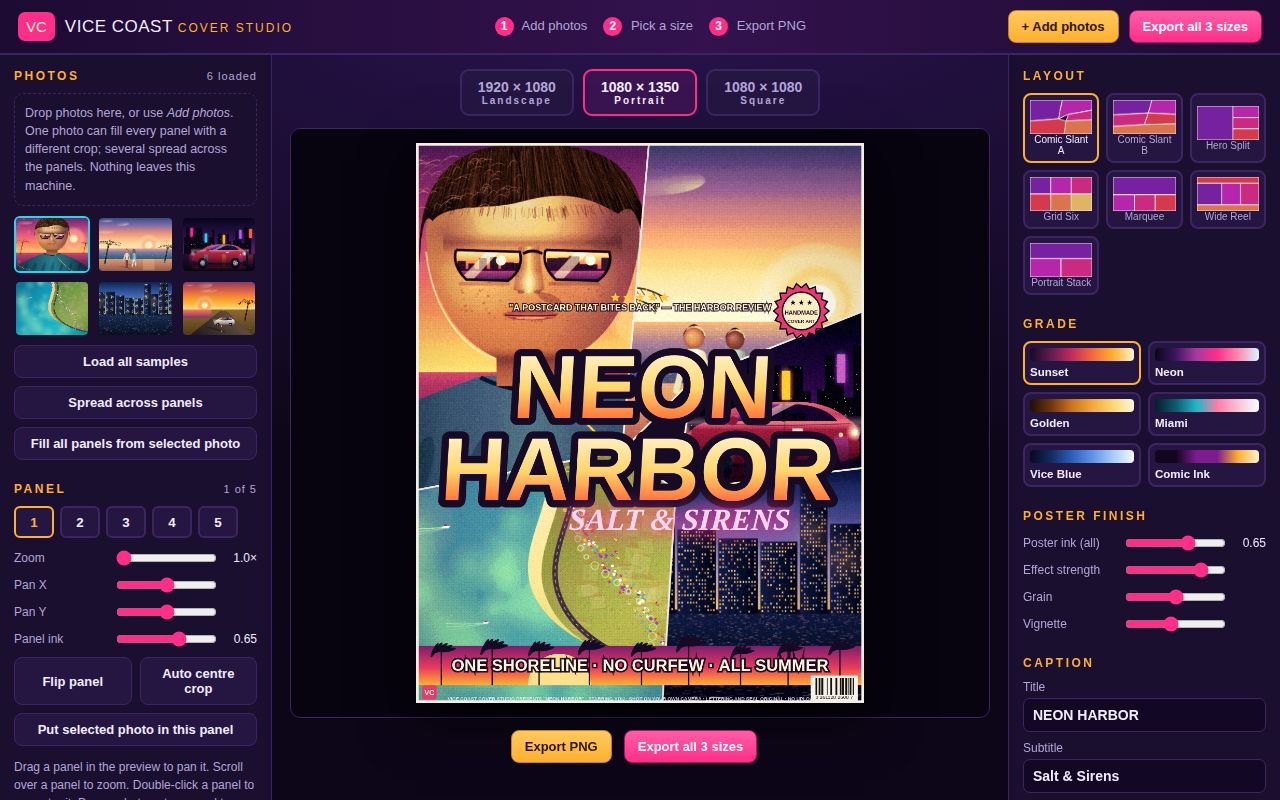 VC VICE COAST COVER STUDIO
1 Add photos 2 Pick a size 3 Export PNG
+ Add photos
Export all 3 sizes
PHOTOS
6 loaded
Drop photos here, or use Add photos.
One photo can fill every panel with a
different crop; several spread across
the panels. Nothing leaves this
machine.
Load all samples
Spread across panels
Fill all panels from selected photo
PANEL
1 of 5
1 2 3 4 5
Zoom 1.0×
Pan X
Pan Y
Panel ink 0.65
Flip panel
Auto centre
crop
Put selected photo in this panel
Drag a panel in the preview to pan it. Scroll
over a panel to zoom. Double-click a panel to
1920 × 1080
Landscape
1080 × 1350
Portrait
1080 × 1080
Square
"A POSTCARD THAT BITES BACK" — THE HARBOR REVIEW
HANDMADE
COVER ART
NEON
HARBOR
SALT & SIRENS
ONE SHORELINE · NO CURFEW · ALL SUMMER
VC
Export PNG
Export all 3 sizes
LAYOUT
Comic Slant
A
Comic Slant
B
Hero Split
Grid Six
Marquee
Wide Reel
Portrait Stack
GRADE
Sunset
Neon
Golden
Miami
Vice Blue
Comic Ink
POSTER FINISH
Poster ink (all) 0.65
Effect strength
Grain
Vignette
CAPTION
Title
NEON HARBOR
Subtitle
Salt & Sirens